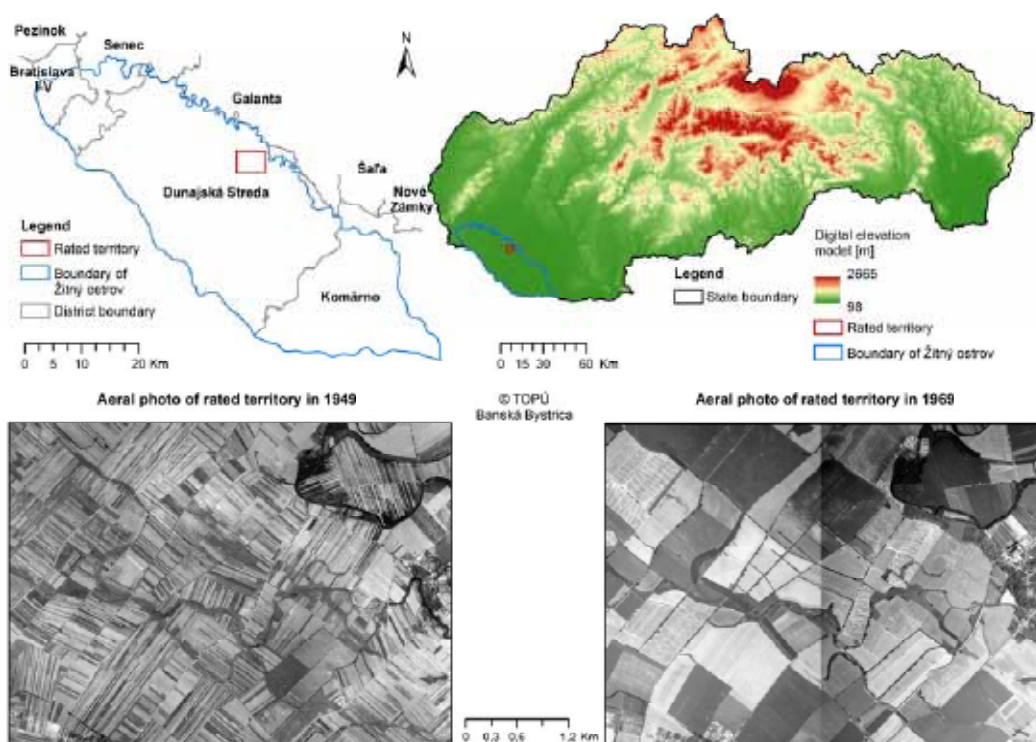 Pezinok
Senec
Bratislava
I-V
Galanta
N
Šaľa
Dunajská Streda
Nové
Zámky
Komárno
Legend
Rated territory
Boundary of
Žitný ostrov
District boundary
0 5 10 20 Km
Digital elevation
model [m]
2665
98
Legend
State boundary
Rated territory
Boundary of Žitný ostrov
0 15 30 60 Km
Aeral photo of rated territory in 1949
© TOPÚ
Banská Bystrica
Aeral photo of rated territory in 1969
0 0,3 0,6 1,2 Km